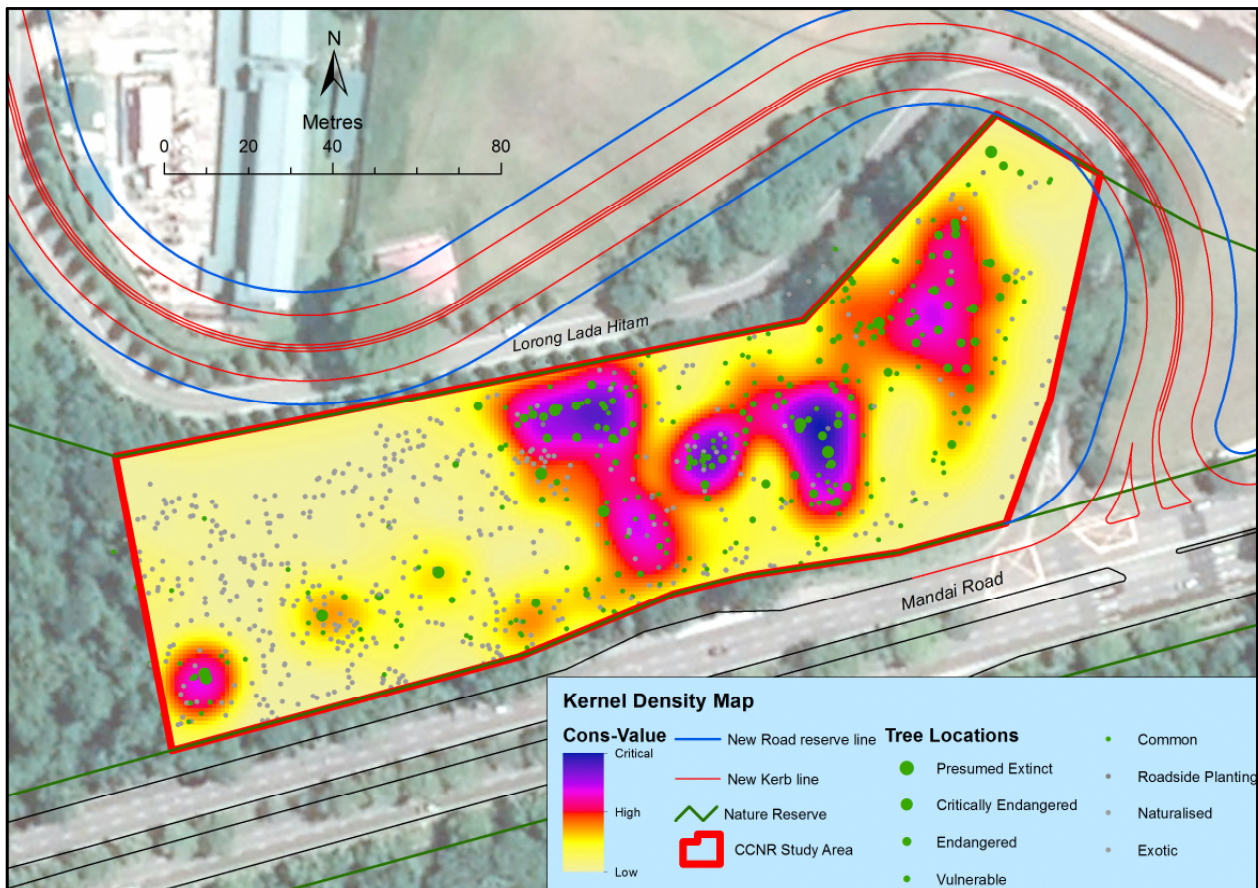 N
Metres
0 20 40 80
Lorong Lada Hitam
Mandai Road
Kernel Density Map
Cons-Value
Critical
High
Low
New Road reserve line
New Kerb line
Nature Reserve
CCNR Study Area
Tree Locations
Presumed Extinct
Critically Endangered
Endangered
Vulnerable
Common
Roadside Planting
Naturalised
Exotic